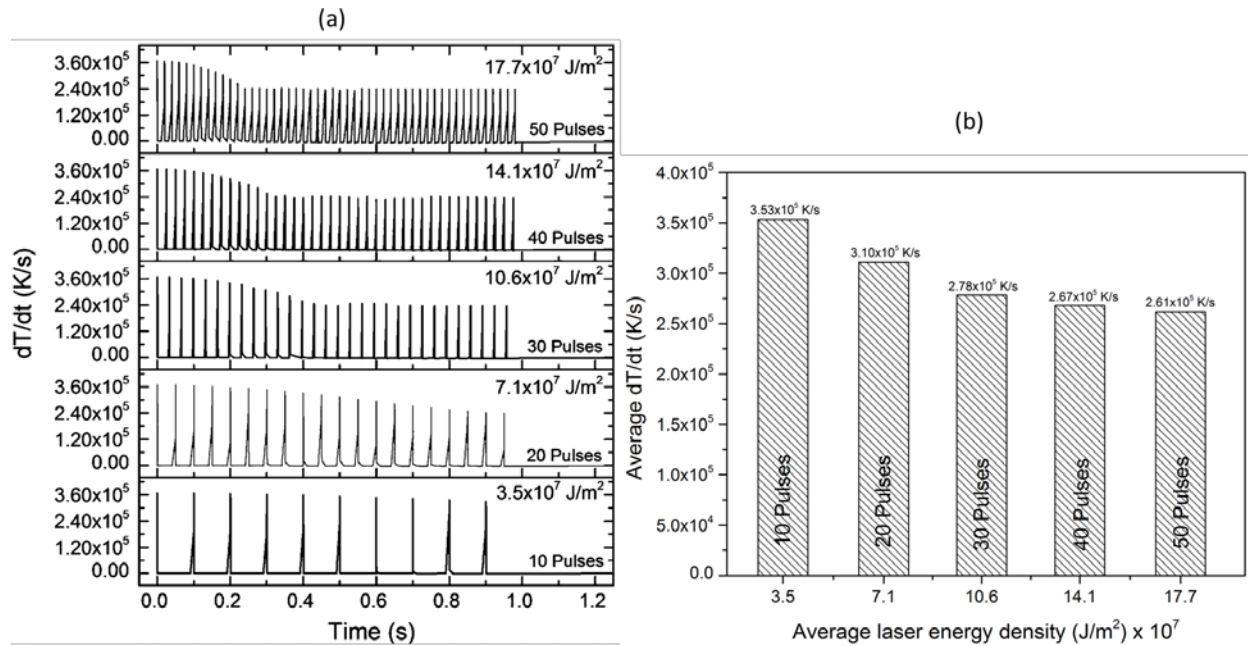 (a)
dT/dt (K/s)
3.60x10⁵
2.40x10⁵
1.20x10⁵
0.00
17.7x10⁷ J/m²
50 Pulses
3.60x10⁵
2.40x10⁵
1.20x10⁵
0.00
14.1x10⁷ J/m²
40 Pulses
3.60x10⁵
2.40x10⁵
1.20x10⁵
0.00
10.6x10⁷ J/m²
30 Pulses
3.60x10⁵
2.40x10⁵
1.20x10⁵
0.00
7.1x10⁷ J/m²
20 Pulses
3.60x10⁵
2.40x10⁵
1.20x10⁵
0.00
3.5x10⁷ J/m²
10 Pulses
0.0 0.2 0.4 0.6 0.8 1.0 1.2
Time (s)
(b)
Average dT/dt (K/s)
4.0x10⁵
3.5x10⁵
3.0x10⁵
2.5x10⁵
2.0x10⁵
1.5x10⁵
1.0x10⁵
5.0x10⁴
0.0
3.53x10⁵ K/s
3.10x10⁵ K/s
2.78x10⁵ K/s
2.67x10⁵ K/s
2.61x10⁵ K/s
10 Pulses
20 Pulses
30 Pulses
40 Pulses
50 Pulses
3.5 7.1 10.6 14.1 17.7
Average laser energy density (J/m²) x 10⁷